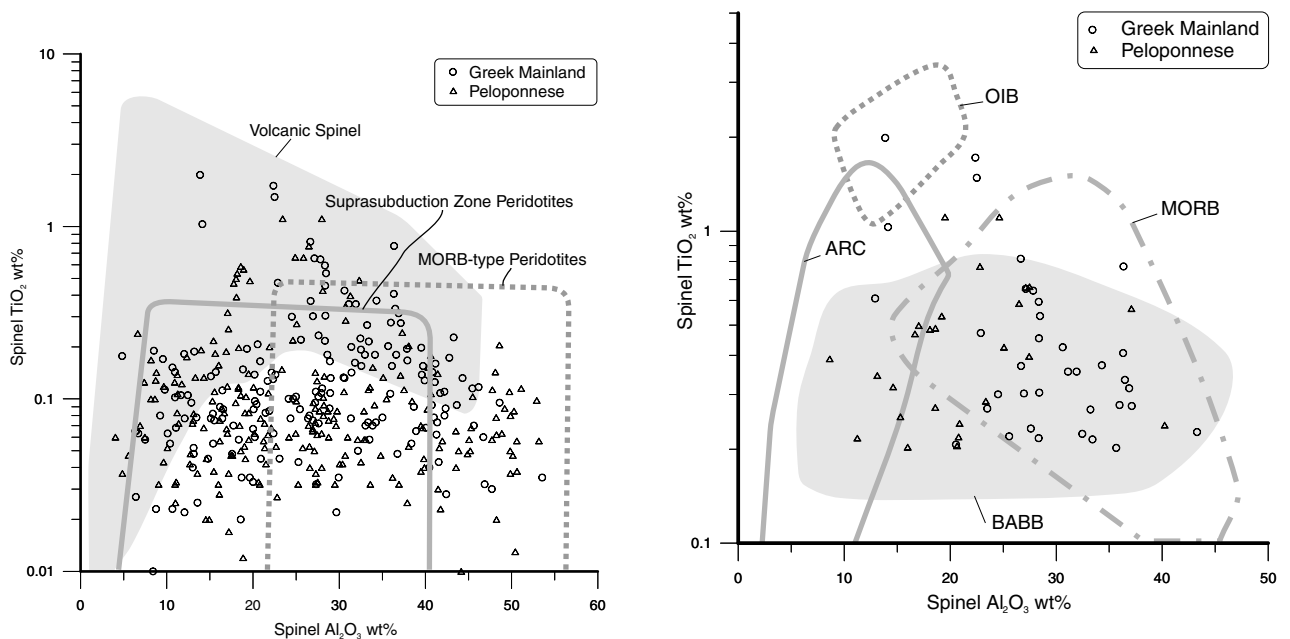 10
1
0.1
0.01
Spinel TiO2 wt%
Greek Mainland
Peloponnese
Volcanic Spinel
Suprasubduction Zone Peridotites
MORB-type Peridotites
0 10 20 30 40 50 60
Spinel Al2O3 wt%
Greek Mainland
Peloponnese
OIB
MORB
ARC
BABB
1
0.1
Spinel TiO2 wt%
0 10 20 30 40 50
Spinel Al2O3 wt%